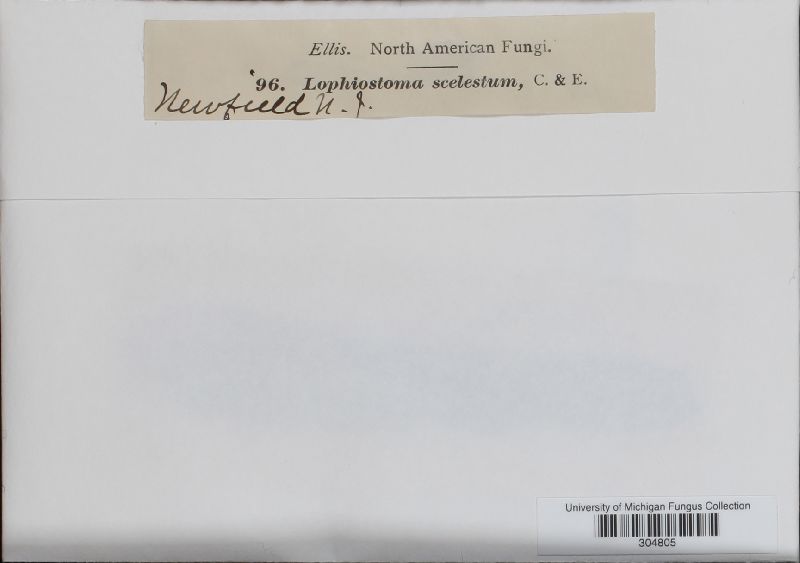 Ellis. North American Fungi.
'96. Lophiostoma scelestum, C. & E.
Newfield N. J.
University of Michigan Fungus Collection
304805